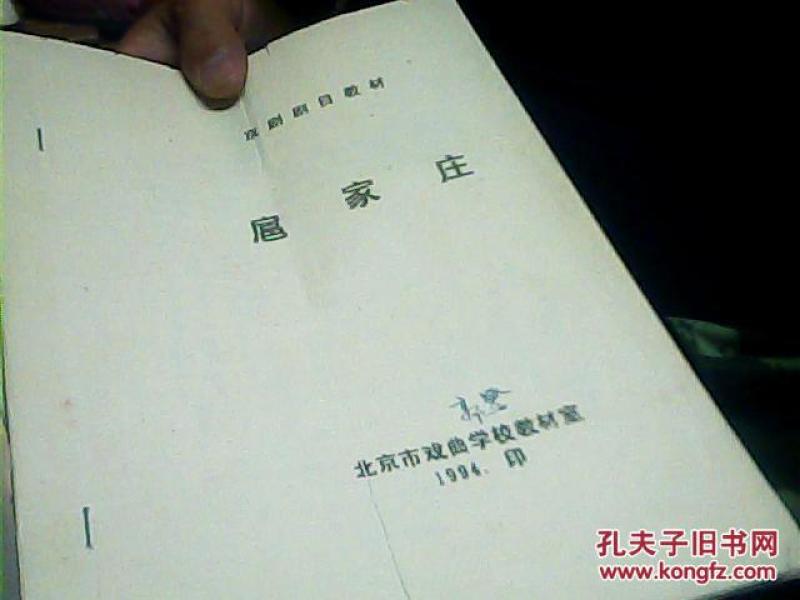 戏剧剧目教材
扈家庄
北京市戏曲学校教材室
1994.印
孔夫子旧书网
www.kongfz.com